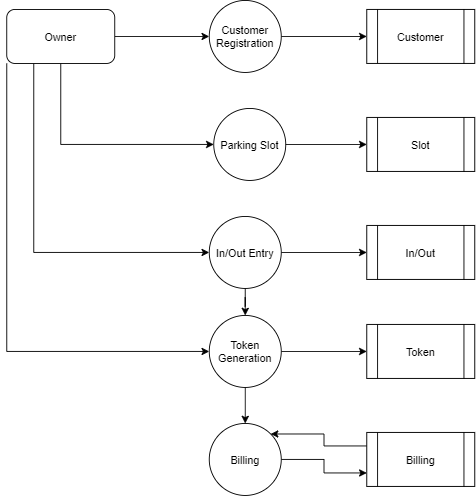 Owner
Customer
Registration
Customer
Parking Slot
Slot
In/Out Entry
In/Out
Token
Generation
Token
Billing
Billing